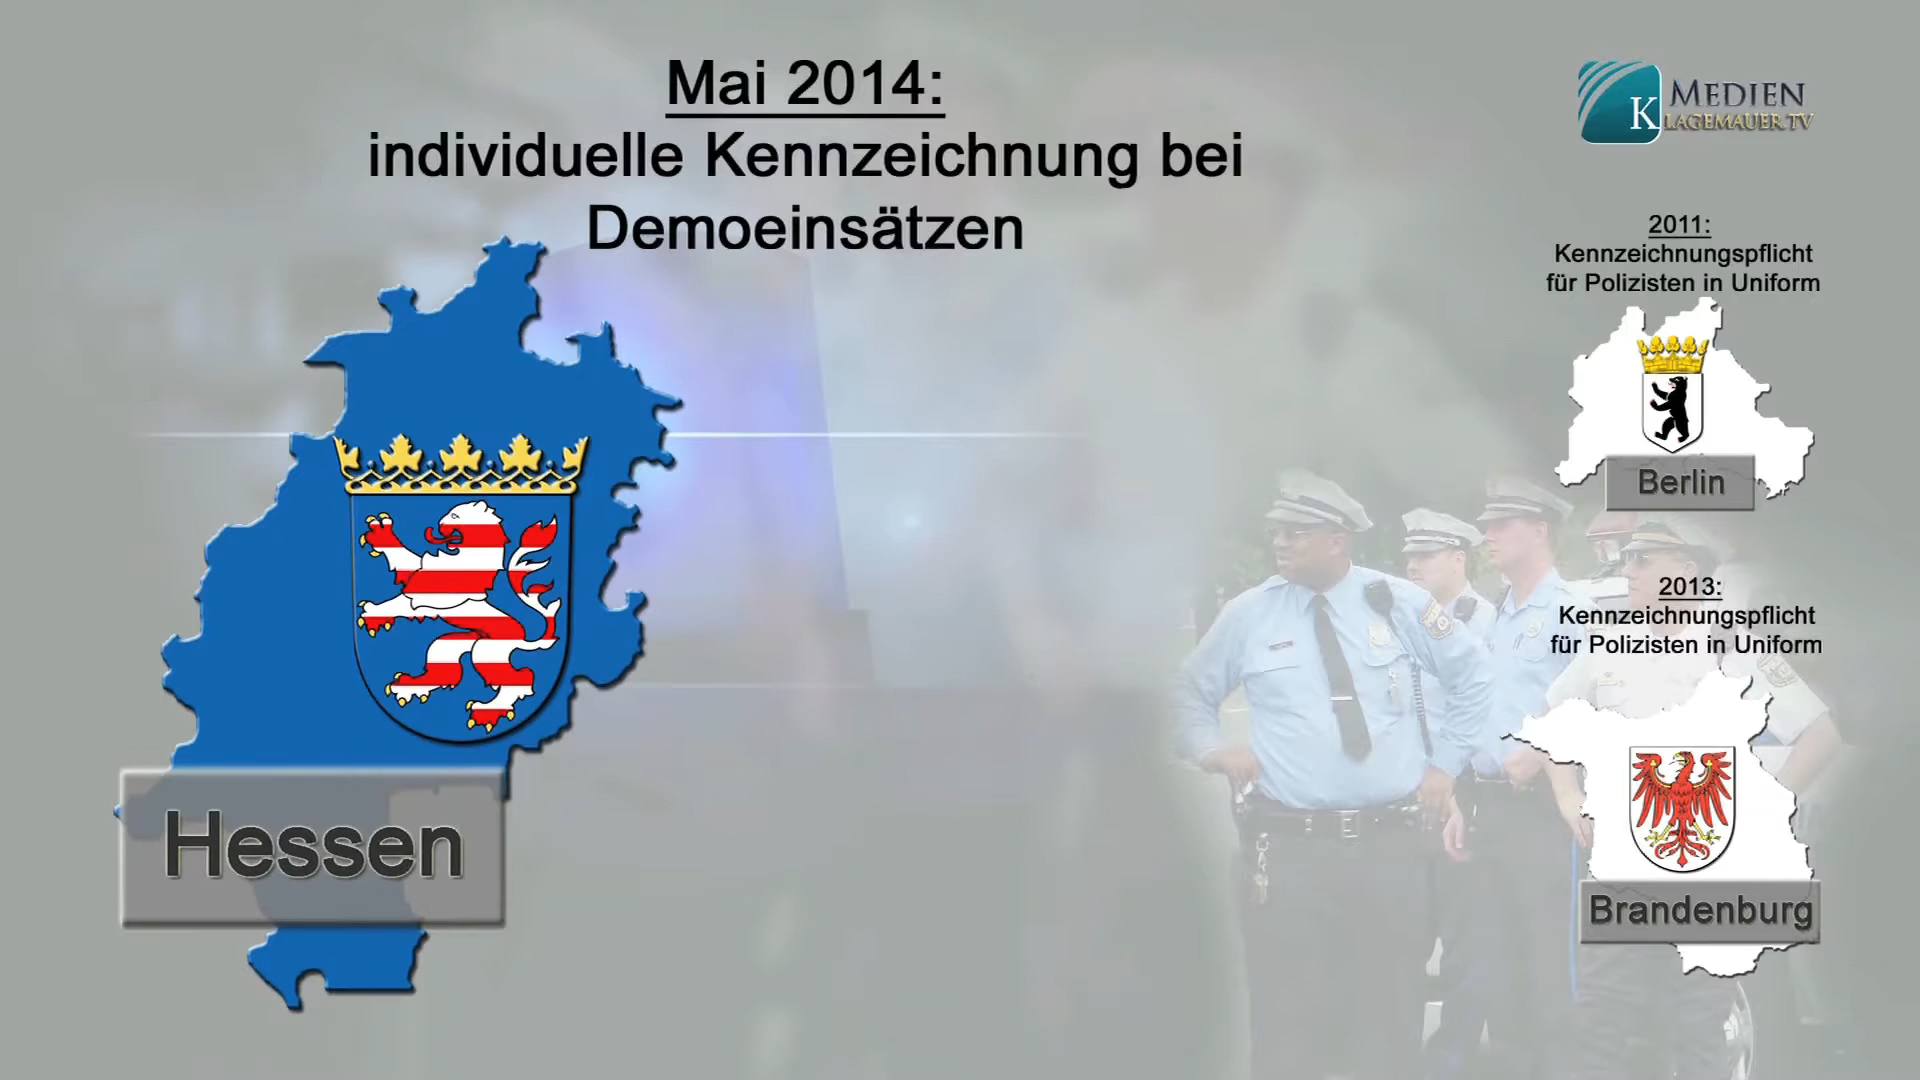 Mai 2014:
individuelle Kennzeichnung bei
Demoeinsätzen
Hessen
MEDIEN
KLAGEMAUER.TV
2011:
Kennzeichnungspflicht
für Polizisten in Uniform
Berlin
2013:
Kennzeichnungspflicht
für Polizisten in Uniform
Brandenburg